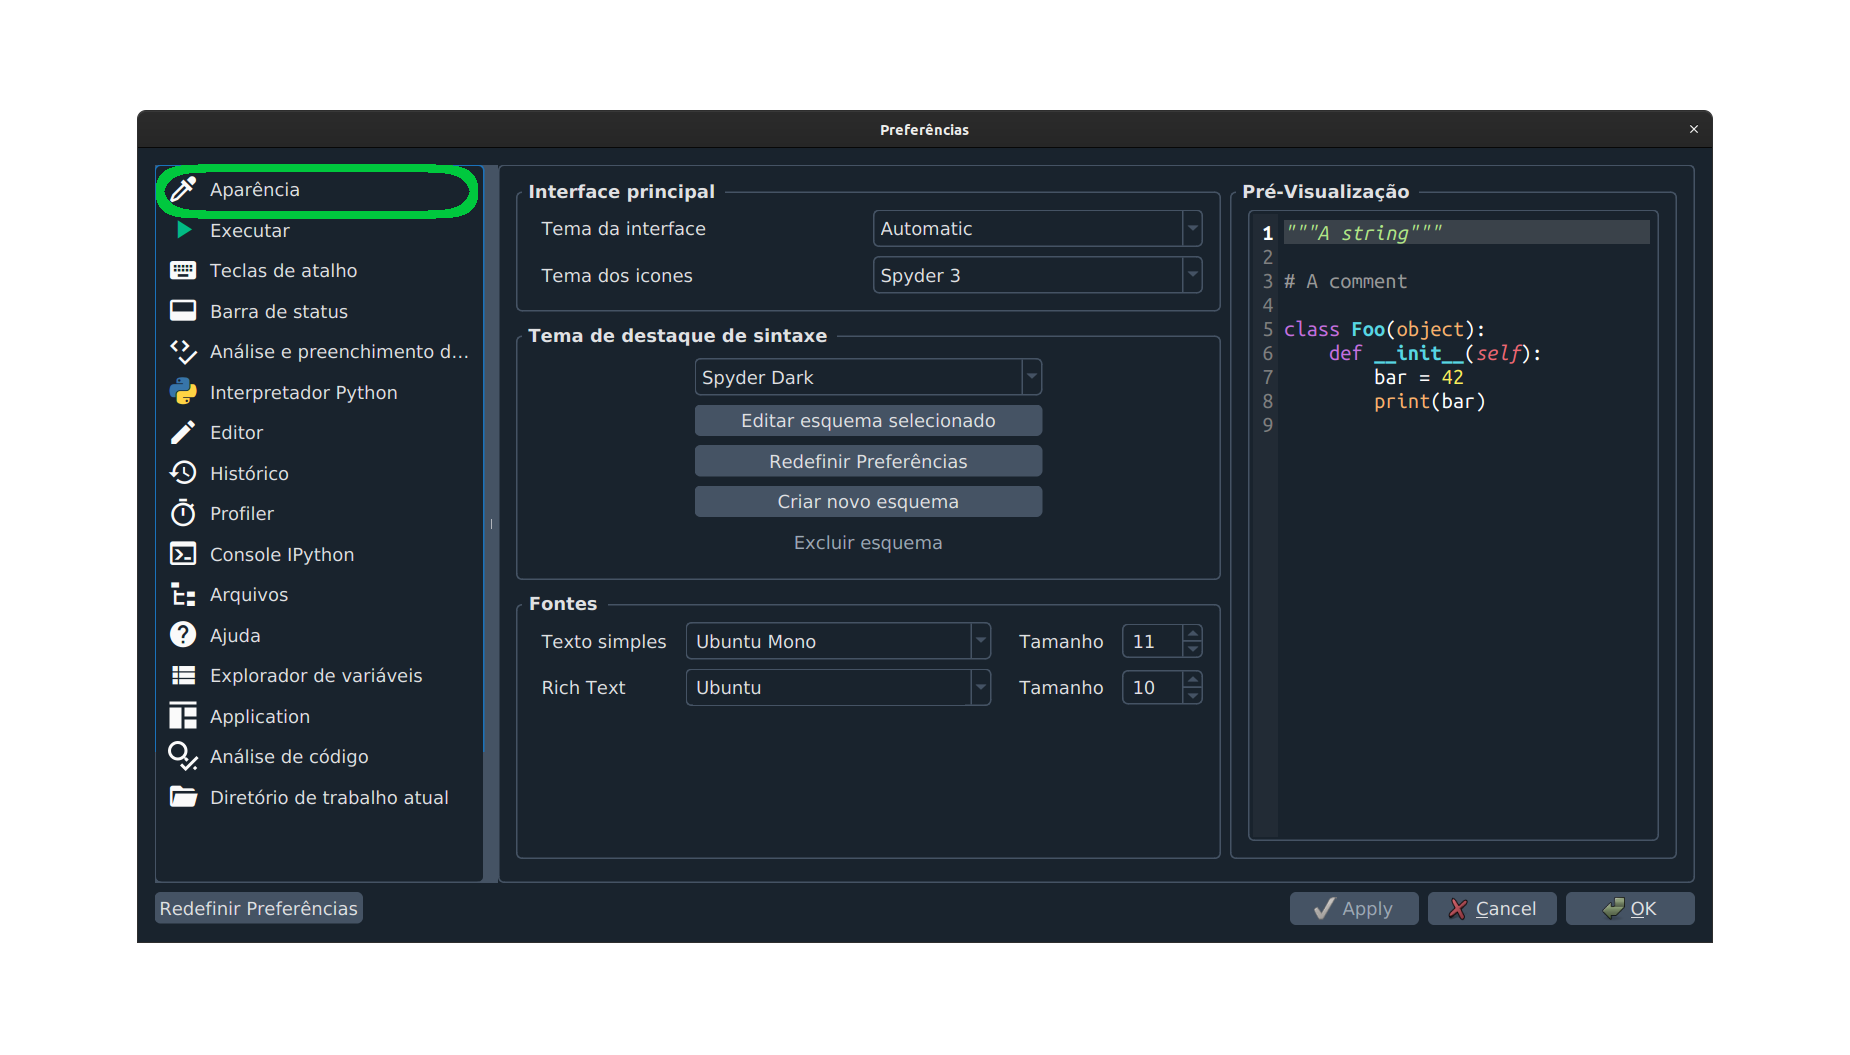 Preferências
Aparência
Executar
Teclas de atalho
Barra de status
Análise e preenchimento d...
Interpretador Python
Editor
Histórico
Profiler
Console IPython
Arquivos
Ajuda
Explorador de variáveis
Application
Análise de código
Diretório de trabalho atual
Interface principal
Tema da interface Automatic
Tema dos icones Spyder 3
Tema de destaque de sintaxe
Spyder Dark
Editar esquema selecionado
Redefinir Preferências
Criar novo esquema
Excluir esquema
Fontes
Texto simples Ubuntu Mono Tamanho 11
Rich Text Ubuntu Tamanho 10
Pré-Visualização
1 """A string"""
2
3 # A comment
4
5 class Foo(object):
6 def __init__(self):
7 bar = 42
8 print(bar)
9
Redefinir Preferências
Apply Cancel OK